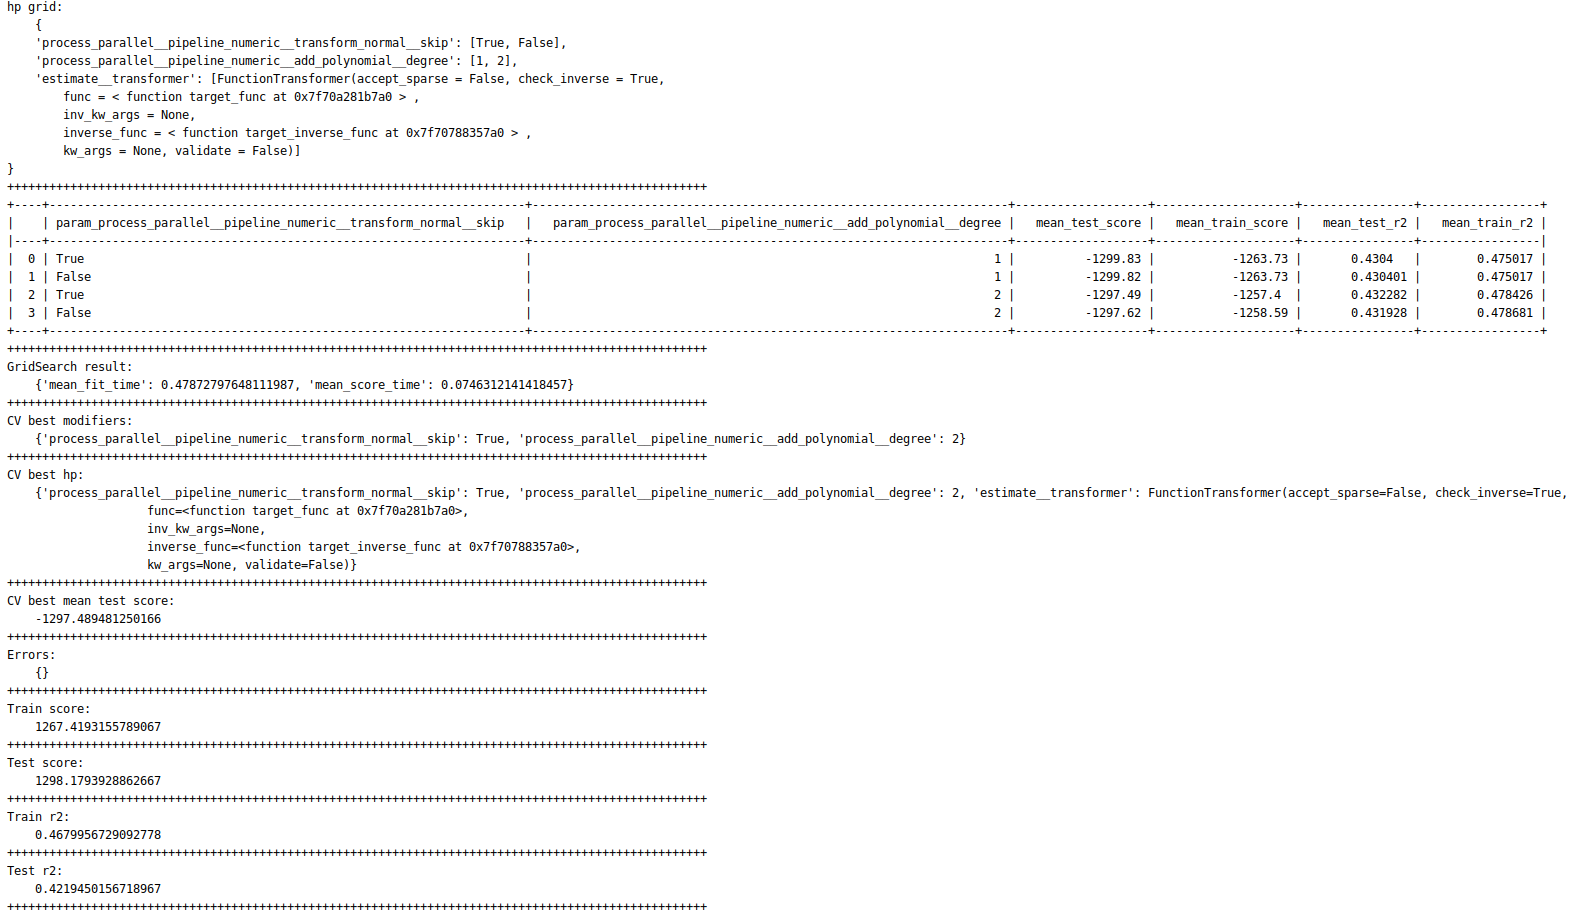 hp grid:
    {
    'process_parallel__pipeline_numeric__transform_normal__skip': [True, False],
    'process_parallel__pipeline_numeric__add_polynomial__degree': [1, 2],
    'estimate__transformer': [FunctionTransformer(accept_sparse = False, check_inverse = True,
        func = < function target_func at 0x7f70a281b7a0 > ,
        inv_kw_args = None,
        inverse_func = < function target_inverse_func at 0x7f70788357a0 > ,
        kw_args = None, validate = False)]
}
++++++++++++++++++++++++++++++++++++++++++++++++++++++++++++++++++++++++++++++++++++++++++++++++++++
+----+--------------------------------------------------------------------+--------------------------------------------------------------------+-------------------+--------------------+----------------+-----------------+
|    | param_process_parallel__pipeline_numeric__transform_normal__skip   |   param_process_parallel__pipeline_numeric__add_polynomial__degree |   mean_test_score |   mean_train_score |   mean_test_r2 |   mean_train_r2 |
|----+--------------------------------------------------------------------+--------------------------------------------------------------------+-------------------+--------------------+----------------+-----------------|
|  0 | True                                                               |                                                                  1 |          -1299.83 |           -1263.73 |       0.4304   |        0.475017 |
|  1 | False                                                              |                                                                  1 |          -1299.82 |           -1263.73 |       0.430401 |        0.475017 |
|  2 | True                                                               |                                                                  2 |          -1297.49 |           -1257.4  |       0.432282 |        0.478426 |
|  3 | False                                                              |                                                                  2 |          -1297.62 |           -1258.59 |       0.431928 |        0.478681 |
+----+--------------------------------------------------------------------+--------------------------------------------------------------------+-------------------+--------------------+----------------+-----------------+
++++++++++++++++++++++++++++++++++++++++++++++++++++++++++++++++++++++++++++++++++++++++++++++++++++
GridSearch result:
    {'mean_fit_time': 0.47872797648111987, 'mean_score_time': 0.0746312141418457}
++++++++++++++++++++++++++++++++++++++++++++++++++++++++++++++++++++++++++++++++++++++++++++++++++++
CV best modifiers:
    {'process_parallel__pipeline_numeric__transform_normal__skip': True, 'process_parallel__pipeline_numeric__add_polynomial__degree': 2}
++++++++++++++++++++++++++++++++++++++++++++++++++++++++++++++++++++++++++++++++++++++++++++++++++++
CV best hp:
    {'process_parallel__pipeline_numeric__transform_normal__skip': True, 'process_parallel__pipeline_numeric__add_polynomial__degree': 2, 'estimate__transformer': FunctionTransformer(accept_sparse=False, check_inverse=True,
                    func=<function target_func at 0x7f70a281b7a0>,
                    inv_kw_args=None,
                    inverse_func=<function target_inverse_func at 0x7f70788357a0>,
                    kw_args=None, validate=False)}
++++++++++++++++++++++++++++++++++++++++++++++++++++++++++++++++++++++++++++++++++++++++++++++++++++
CV best mean test score:
    -1297.489481250166
++++++++++++++++++++++++++++++++++++++++++++++++++++++++++++++++++++++++++++++++++++++++++++++++++++
Errors:
    {}
++++++++++++++++++++++++++++++++++++++++++++++++++++++++++++++++++++++++++++++++++++++++++++++++++++
Train score:
    1267.4193155789067
++++++++++++++++++++++++++++++++++++++++++++++++++++++++++++++++++++++++++++++++++++++++++++++++++++
Test score:
    1298.1793928862667
++++++++++++++++++++++++++++++++++++++++++++++++++++++++++++++++++++++++++++++++++++++++++++++++++++
Train r2:
    0.4679956729092778
++++++++++++++++++++++++++++++++++++++++++++++++++++++++++++++++++++++++++++++++++++++++++++++++++++
Test r2:
    0.4219450156718967
++++++++++++++++++++++++++++++++++++++++++++++++++++++++++++++++++++++++++++++++++++++++++++++++++++